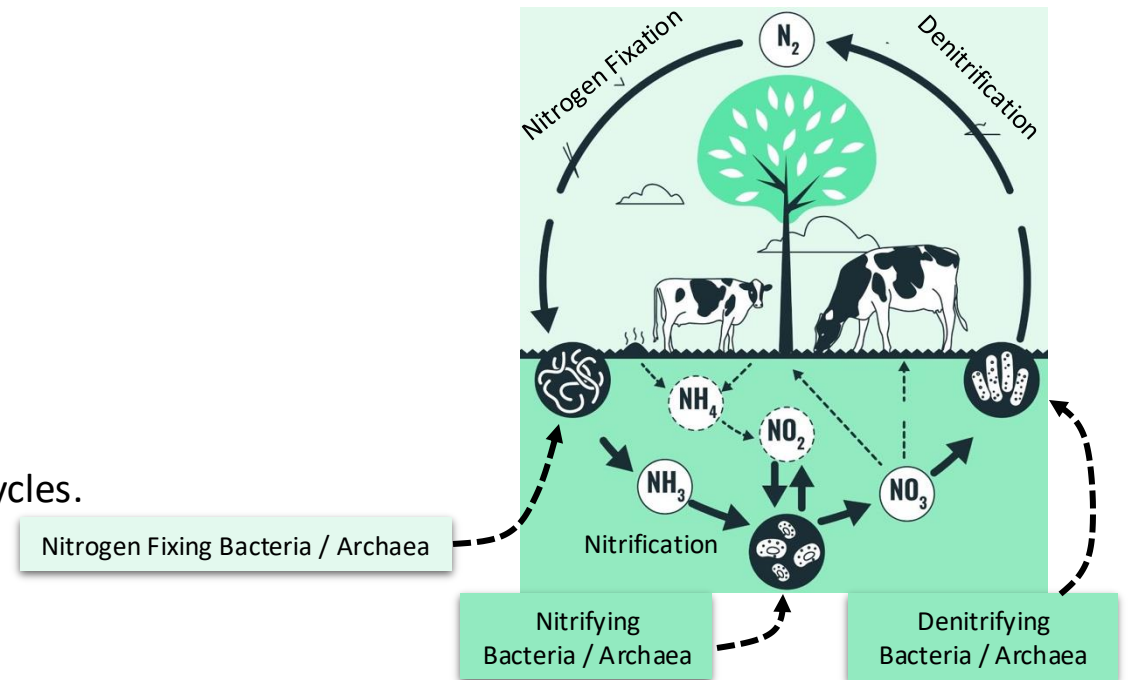 N₂
Nitrogen Fixation
Denitrification
NH₄
NO₂
NH₃
NO₃
ycles.
Nitrogen Fixing Bacteria / Archaea
Nitrification
Nitrifying
Bacteria / Archaea
Denitrifying
Bacteria / Archaea